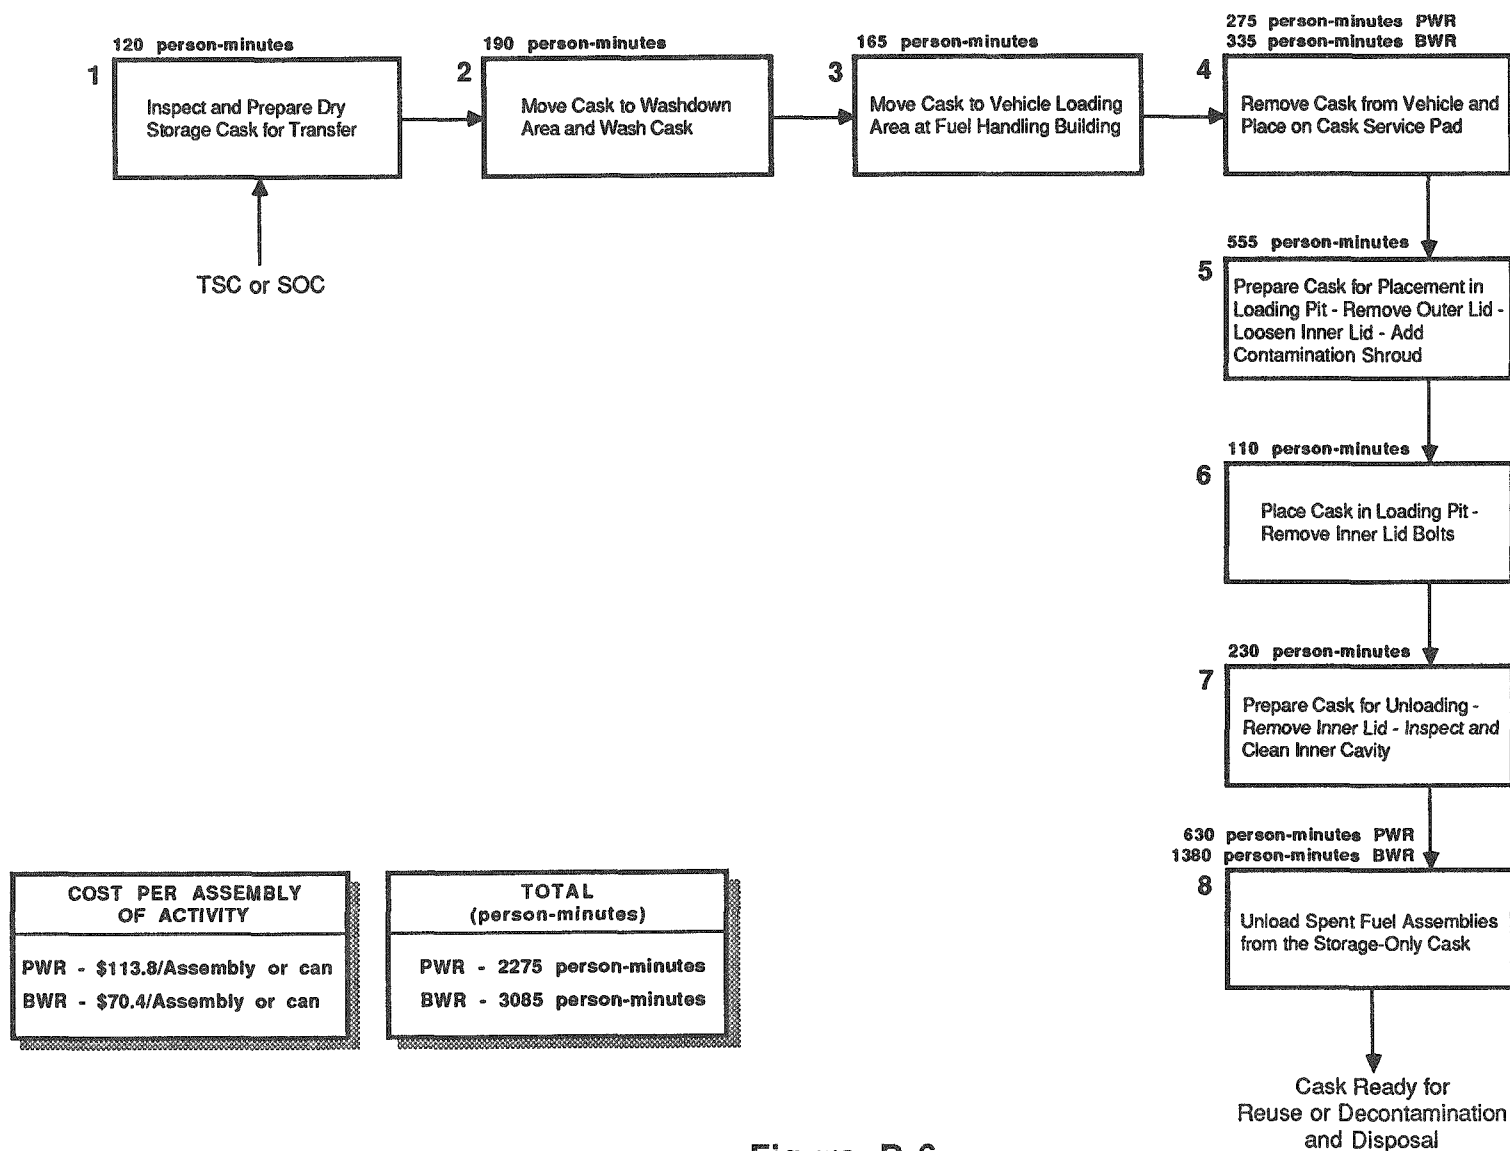 120 person-minutes
1
Inspect and Prepare Dry
Storage Cask for Transfer
TSC or SOC
190 person-minutes
2
Move Cask to Washdown
Area and Wash Cask
165 person-minutes
3
Move Cask to Vehicle Loading
Area at Fuel Handling Building
275 person-minutes PWR
335 person-minutes BWR
4
Remove Cask from Vehicle and
Place on Cask Service Pad
555 person-minutes
5
Prepare Cask for Placement in
Loading Pit - Remove Outer Lid -
Loosen Inner Lid - Add
Contamination Shroud
110 person-minutes
6
Place Cask in Loading Pit -
Remove Inner Lid Bolts
230 person-minutes
7
Prepare Cask for Unloading -
Remove Inner Lid - Inspect and
Clean Inner Cavity
630 person-minutes PWR
1380 person-minutes BWR
8
Unload Spent Fuel Assemblies
from the Storage-Only Cask
Cask Ready for
Reuse or Decontamination
and Disposal
COST PER ASSEMBLY
OF ACTIVITY
PWR - $113.8/Assembly or can
BWR - $70.4/Assembly or can
TOTAL
(person-minutes)
PWR - 2275 person-minutes
BWR - 3085 person-minutes